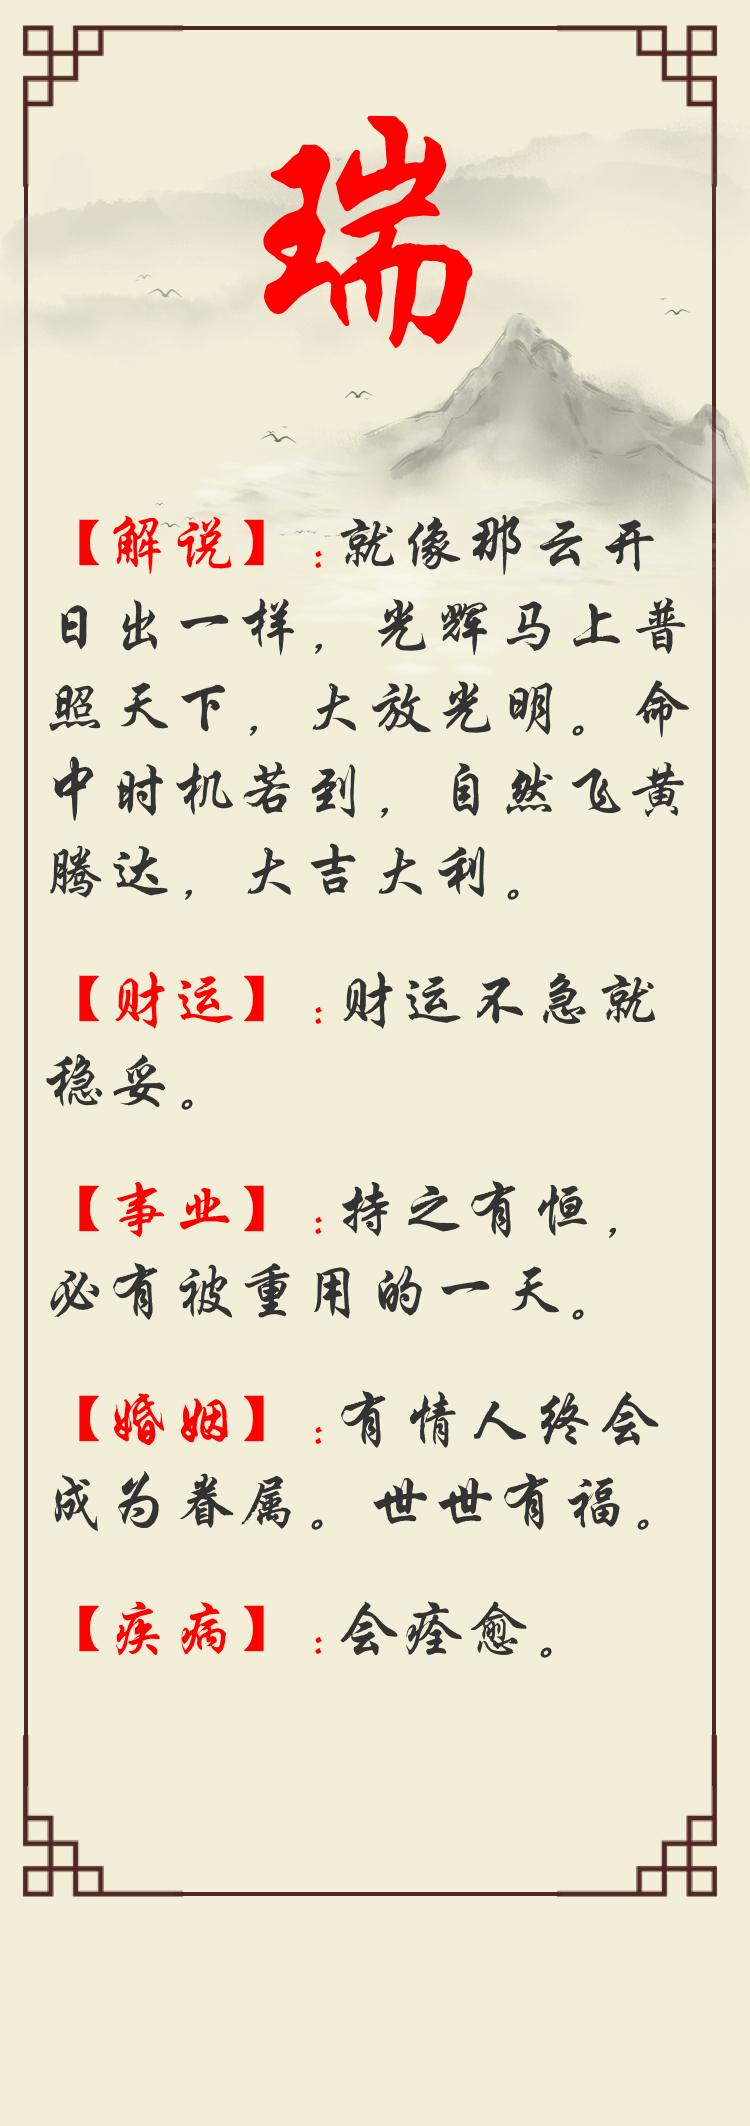 瑞
【解说】:就像那云开
日出一样，光辉马上普
照天下，大放光明。命
中时机若到，自然飞黄
腾达，大吉大利。
【财运】:财运不急就
稳妥。
【事业】:持之有恒，
必有被重用的一天。
【婚姻】:有情人终会
成为眷属。世世有福。
【疾病】:会痊愈。